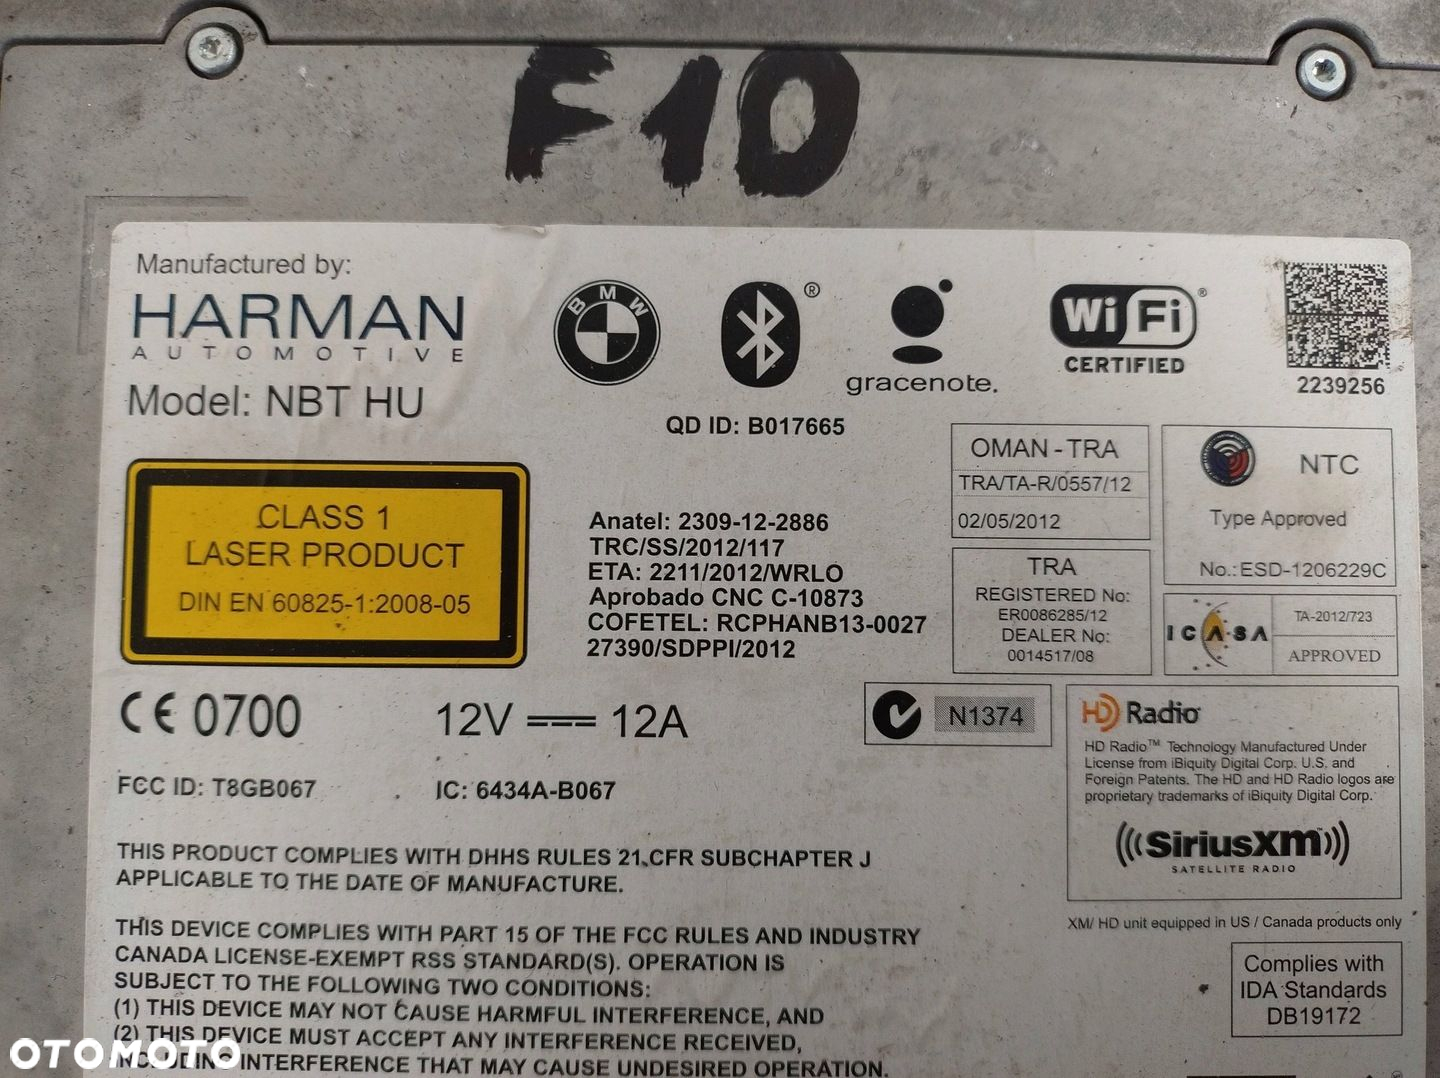 F10
Manufactured by:
HARMAN
AUTOMOTIVE
Model: NBT HU
BMW
®
gracenote.
Wi Fi ®
CERTIFIED
2239256
QD ID: B017665
CLASS 1
LASER PRODUCT
DIN EN 60825-1:2008-05
Anatel: 2309-12-2886
TRC/SS/2012/117
ETA: 2211/2012/WRLO
Aprobado CNC C-10873
COFETEL: RCPHANB13-0027
27390/SDPPI/2012
OMAN - TRA
TRA/TA-R/0557/12
02/05/2012
TRA
REGISTERED No:
ER0086285/12
DEALER No:
0014517/08
NTC
Type Approved
No.: ESD-1206229C
ICASA
TA-2012/723
APPROVED
CE 0700
12V 12A
N1374
FCC ID: T8GB067
IC: 6434A-B067
HD Radio
HD Radio™ Technology Manufactured Under
License from iBiquity Digital Corp. U.S. and
Foreign Patents. The HD and HD Radio logos are
proprietary trademarks of iBiquity Digital Corp.
SiriusXM
SATELLITE RADIO
XM/ HD unit equipped in US / Canada products only
THIS PRODUCT COMPLIES WITH DHHS RULES 21.CFR SUBCHAPTER J
APPLICABLE TO THE DATE OF MANUFACTURE.
THIS DEVICE COMPLIES WITH PART 15 OF THE FCC RULES AND INDUSTRY
CANADA LICENSE-EXEMPT RSS STANDARD(S). OPERATION IS
SUBJECT TO THE FOLLOWING TWO CONDITIONS:
(1) THIS DEVICE MAY NOT CAUSE HARMFUL INTERFERENCE, AND
(2) THIS DEVICE MUST ACCEPT ANY INTERFERENCE RECEIVED,
INCLUDING INTERFERENCE THAT MAY CAUSE UNDESIRED OPERATION.
Complies with
IDA Standards
DB19172
OTOMOTO